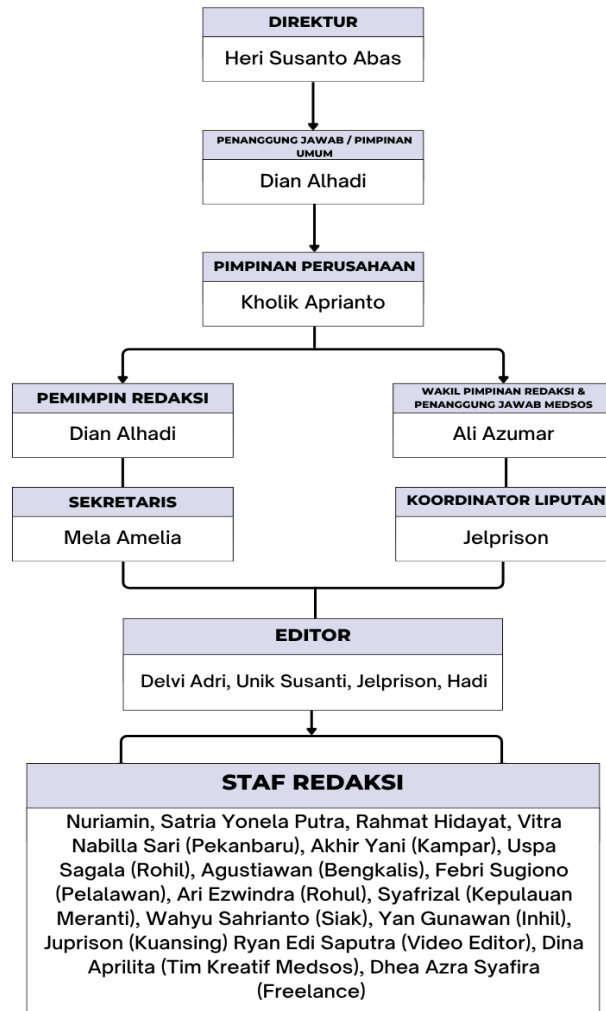 DIREKTUR
Heri Susanto Abas
PENANGGUNG JAWAB / PIMPINAN
UMUM
Dian Alhadi
PIMPINAN PERUSAHAAN
Kholik Aprianto
PEMIMPIN REDAKSI
Dian Alhadi
WAKIL PIMPINAN REDAKSI &
PENANGGUNG JAWAB MEDSOS
Ali Azumar
SEKRETARIS
Mela Amelia
KOORDINATOR LIPUTAN
Jelprison
EDITOR
Delvi Adri, Unik Susanti, Jelprison, Hadi
STAF REDAKSI
Nuriamin, Satria Yonela Putra, Rahmat Hidayat, Vitra
Nabilla Sari (Pekanbaru), Akhir Yani (Kampar), Uspa
Sagala (Rohil), Agustiawan (Bengkalis), Febri Sugiono
(Pelalawan), Ari Ezwindra (Rohul), Syafrizal (Kepulauan
Meranti), Wahyu Sahrianto (Siak), Yan Gunawan (Inhil),
Juprison (Kuansing) Ryan Edi Saputra (Video Editor), Dina
Aprilita (Tim Kreatif Medsos), Dhea Azra Syafira
(Freelance)